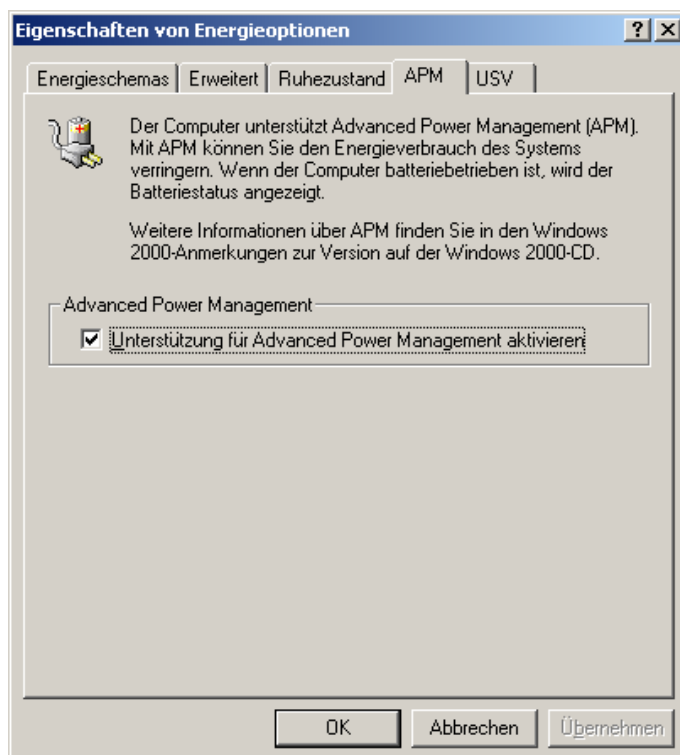 Eigenschaften von Energieoptionen
Energieschemas Erweitert Ruhezustand APM USV
Der Computer unterstützt Advanced Power Management (APM).
Mit APM können Sie den Energieverbrauch des Systems
verringern. Wenn der Computer batteriebetrieben ist, wird der
Batteriestatus angezeigt.
Weitere Informationen über APM finden Sie in den Windows
2000-Anmerkungen zur Version auf der Windows 2000-CD.
Advanced Power Management
Unterstützung für Advanced Power Management aktivieren
OK Abbrechen Übernehmen